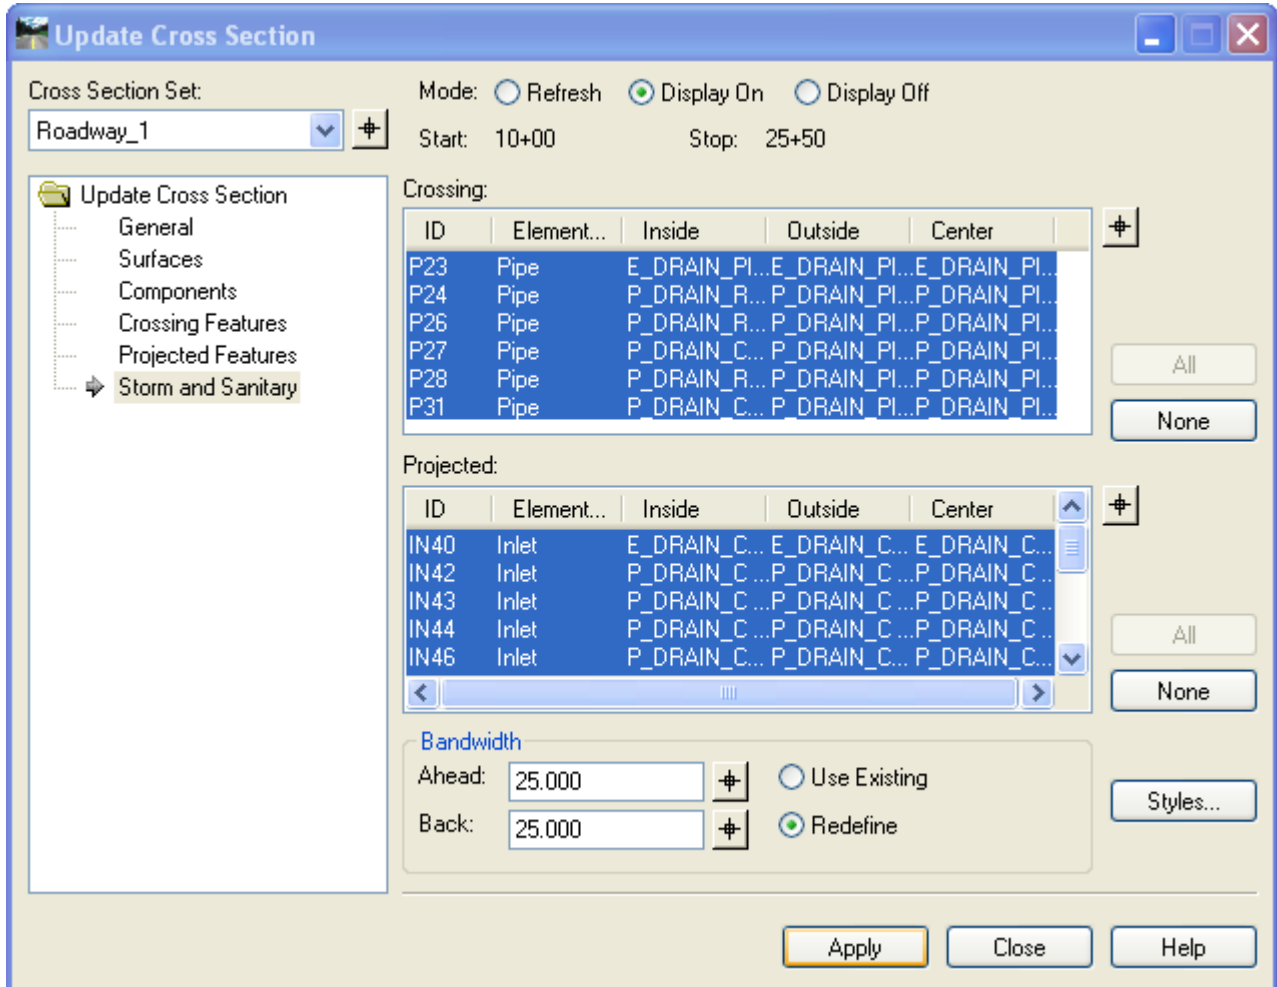 Update Cross Section
Cross Section Set:
Roadway_1
Mode: Refresh Display On Display Off
Start: 10+00 Stop: 25+50
Update Cross Section
General
Surfaces
Components
Crossing Features
Projected Features
Storm and Sanitary
Crossing:
ID Element... Inside Outside Center
P23 Pipe E_DRAIN_PI...E_DRAIN_PI...E_DRAIN_PI...
P24 Pipe P_DRAIN_R... P_DRAIN_PI...P_DRAIN_PI...
P26 Pipe P_DRAIN_R... P_DRAIN_PI...P_DRAIN_PI...
P27 Pipe P_DRAIN_C... P_DRAIN_PI...P_DRAIN_PI...
P28 Pipe P_DRAIN_R... P_DRAIN_PI...P_DRAIN_PI...
P31 Pipe P_DRAIN_C... P_DRAIN_PI...P_DRAIN_PI...
All
None
Projected:
ID Element... Inside Outside Center
IN40 Inlet E_DRAIN_C... E_DRAIN_C... E_DRAIN_C...
IN42 Inlet P_DRAIN_C ...P_DRAIN_C ...P_DRAIN_C ..
IN43 Inlet P_DRAIN_C ...P_DRAIN_C ...P_DRAIN_C ..
IN44 Inlet P_DRAIN_C ...P_DRAIN_C ...P_DRAIN_C ..
IN46 Inlet P_DRAIN_C... P_DRAIN_C... P_DRAIN_C...
All
None
Bandwidth
Ahead: 25.000 Use Existing
Back: 25.000 Redefine
Styles...
Apply Close Help